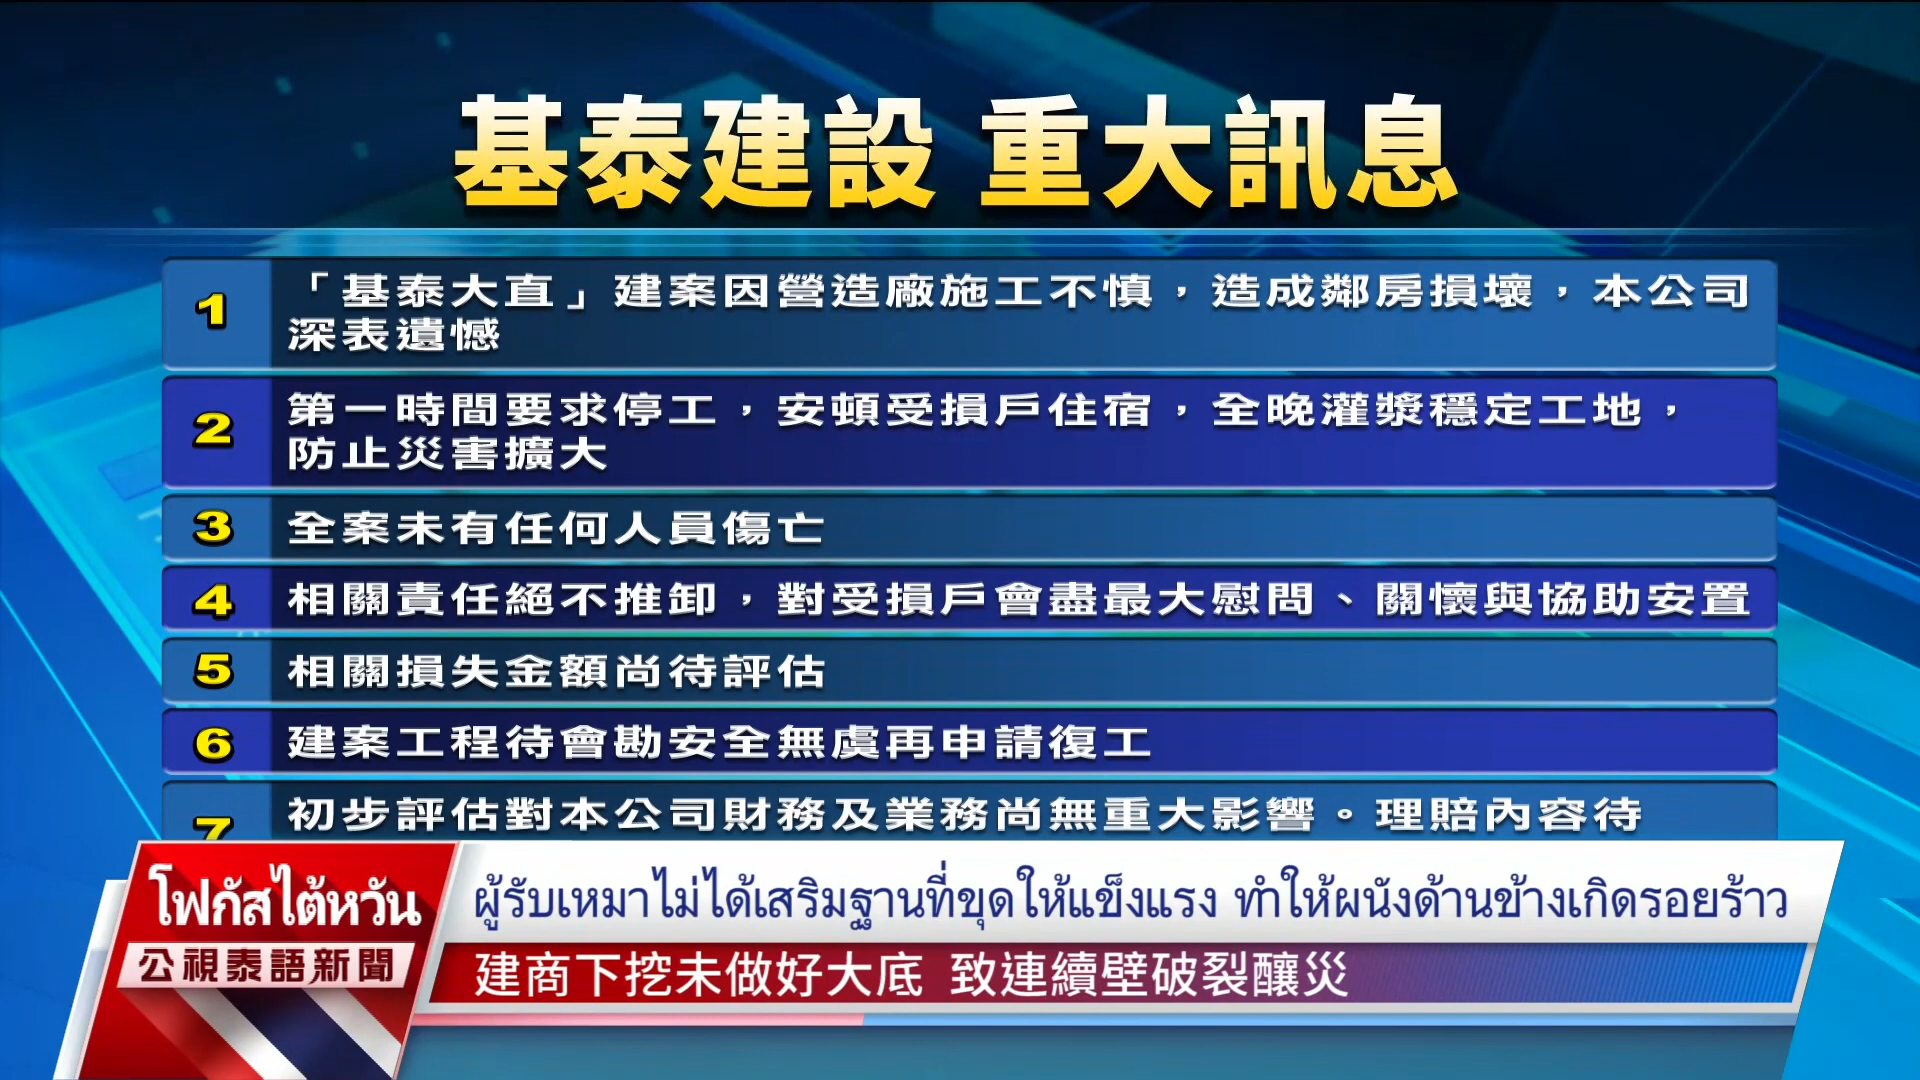 基泰建設 重大訊息
1
「基泰大直」建案因營造廠施工不慎，造成鄰房損壞，本公司
深表遺憾
2
第一時間要求停工，安頓受損戶住宿，全晚灌漿穩定工地，
防止災害擴大
3
全案未有任何人員傷亡
4
相關責任絕不推卸，對受損戶會盡最大慰問、關懷與協助安置
5
相關損失金額尚待評估
6
建案工程待會勘安全無虞再申請復工
7
初步評估對本公司財務及業務尚無重大影響。理賠內容待
โฟกัสไต้หวัน
公視泰語新聞
ผู้รับเหมาไม่ได้เสริมฐานที่ขุดให้แข็งแรง ทำให้ผนังด้านข้างเกิดรอยร้าว
建商下挖未做好大底 致連續壁破裂釀災